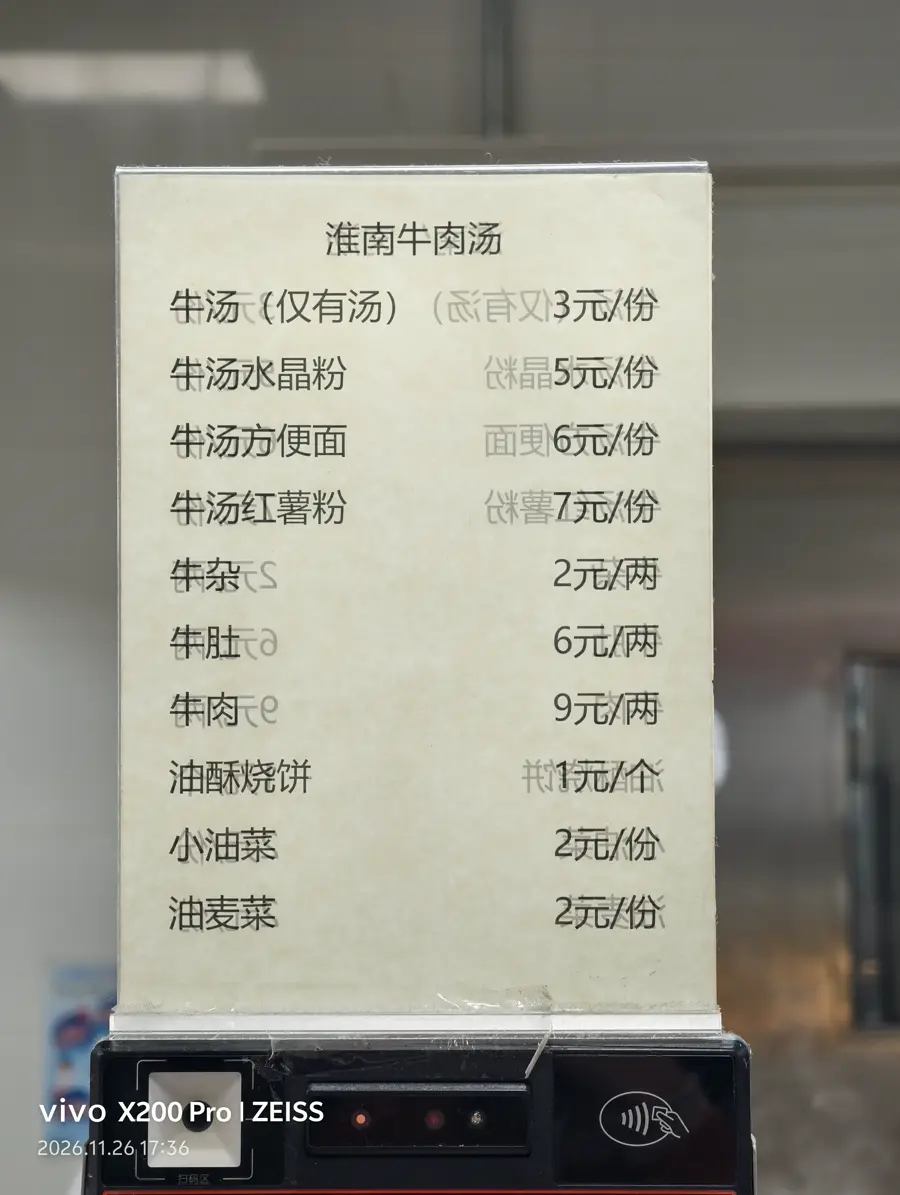 淮南牛肉汤
牛汤（仅有汤） 3元/份
牛汤水晶粉 5元/份
牛汤方便面 6元/份
牛汤红薯粉 7元/份
牛杂 2元/两
牛肚 6元/两
牛肉 9元/两
油酥烧饼 1元/个
小油菜 2元/份
油麦菜 2元/份
vivo X200 Pro | ZEISS
2026.11.26 17:36
扫码区